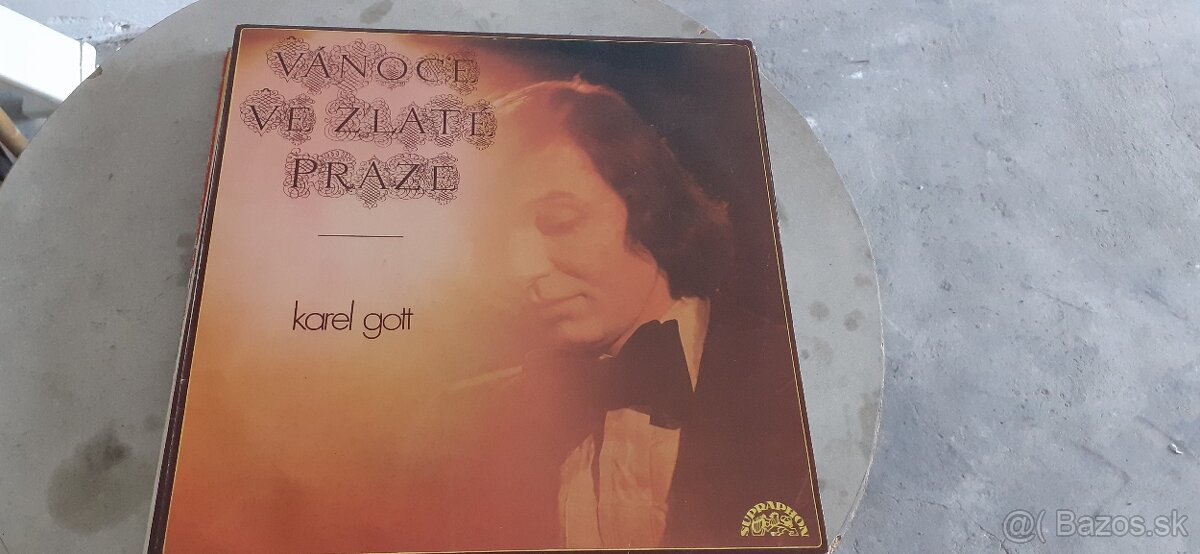 VÁNOCE
VE ZLATÉ
PRAZE
karel gott
SUPRAPHON
@( Bazos.sk